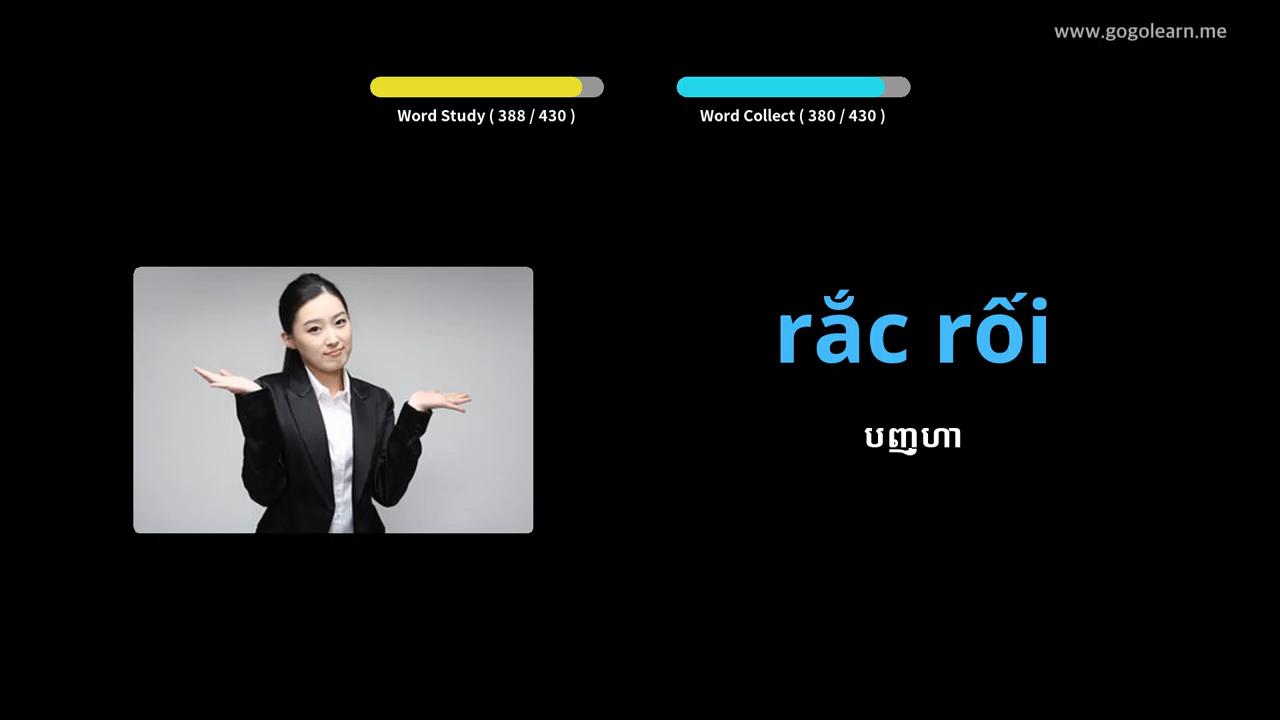 www.gogolearn.me
Word Study ( 388 / 430 )
Word Collect ( 380 / 430 )
rắc rối
បញ្ហា